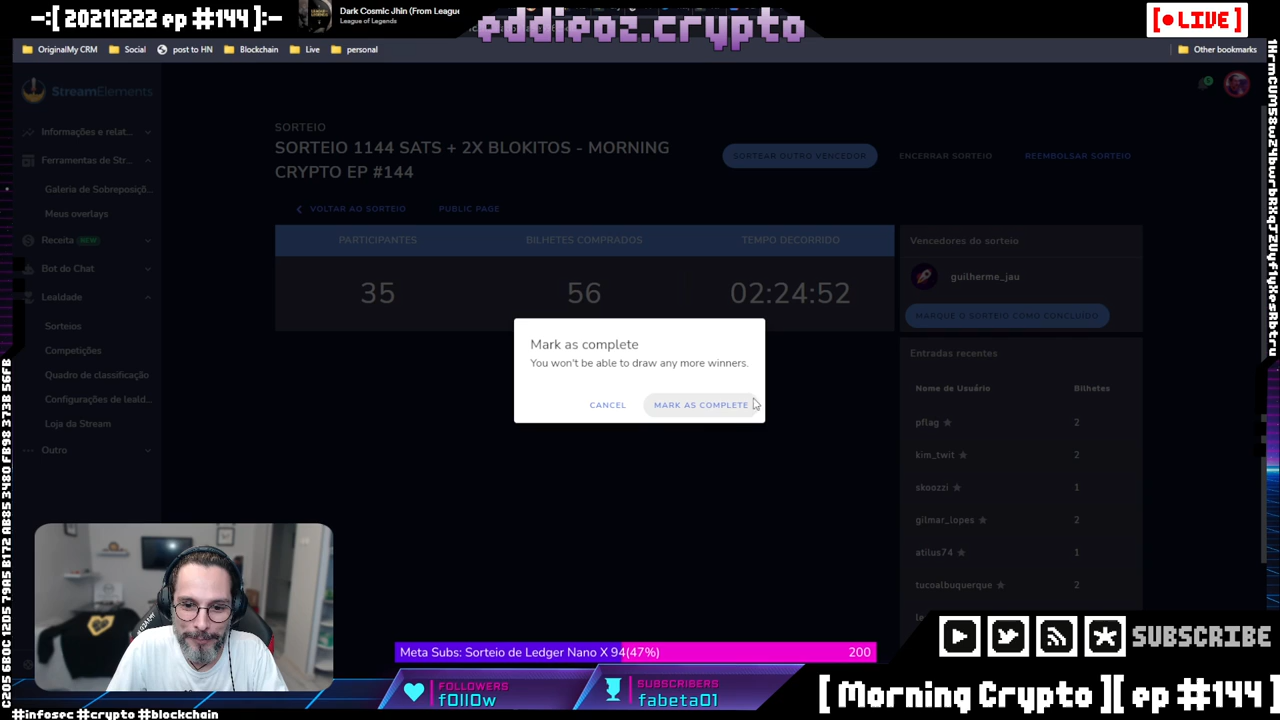 -:[ 20211222 ep #144 ]:-
Dark Cosmic Jhin (From League
League of Legends
eddieoz.crypto
[● LIVE ]
OriginalMy CRM
Social
post to HN
Blockchain
Live
personal
Other bookmarks
StreamElements
6
Informações e relat...
Ferramentas de Str...
Galeria de Sobreposiçõ...
Meus overlays
Receita NEW
Bot do Chat
Lealdade
Sorteios
Competições
Quadro de classificação
Configurações de leald...
Loja da Stream
Outro
SORTEIO
SORTEIO 1144 SATS + 2X BLOKITOS - MORNING
CRYPTO EP #144
SORTEAR OUTRO VENCEDOR
ENCERRAR SORTEIO
REEMBOLSAR SORTEIO
VOLTAR AO SORTEIO
PUBLIC PAGE
PARTICIPANTES
BILHETES COMPRADOS
TEMPO DECORRIDO
35
56
02:24:52
Vencedores do sorteio
guilherme_jau
MARQUE O SORTEIO COMO CONCLUÍDO
Mark as complete
You won't be able to draw any more winners.
CANCEL
MARK AS COMPLETE
Entradas recentes
Nome de Usuário
Bilhetes
pflag ★ 2
kim_twit ★ 2
skoozzi ★ 1
gilmar_lopes ★ 2
atilus74 ★ 1
tucoalbuquerque ★ 2
Meta Subs: Sorteio de Ledger Nano X 94(47%)
200
FOLLOWERS
f0ll0w
SUBSCRIBERS
fabeta01
SUBSCRIBE
[ Morning Crypto ][ ep #144 ]
#infosec #crypto #blockchain